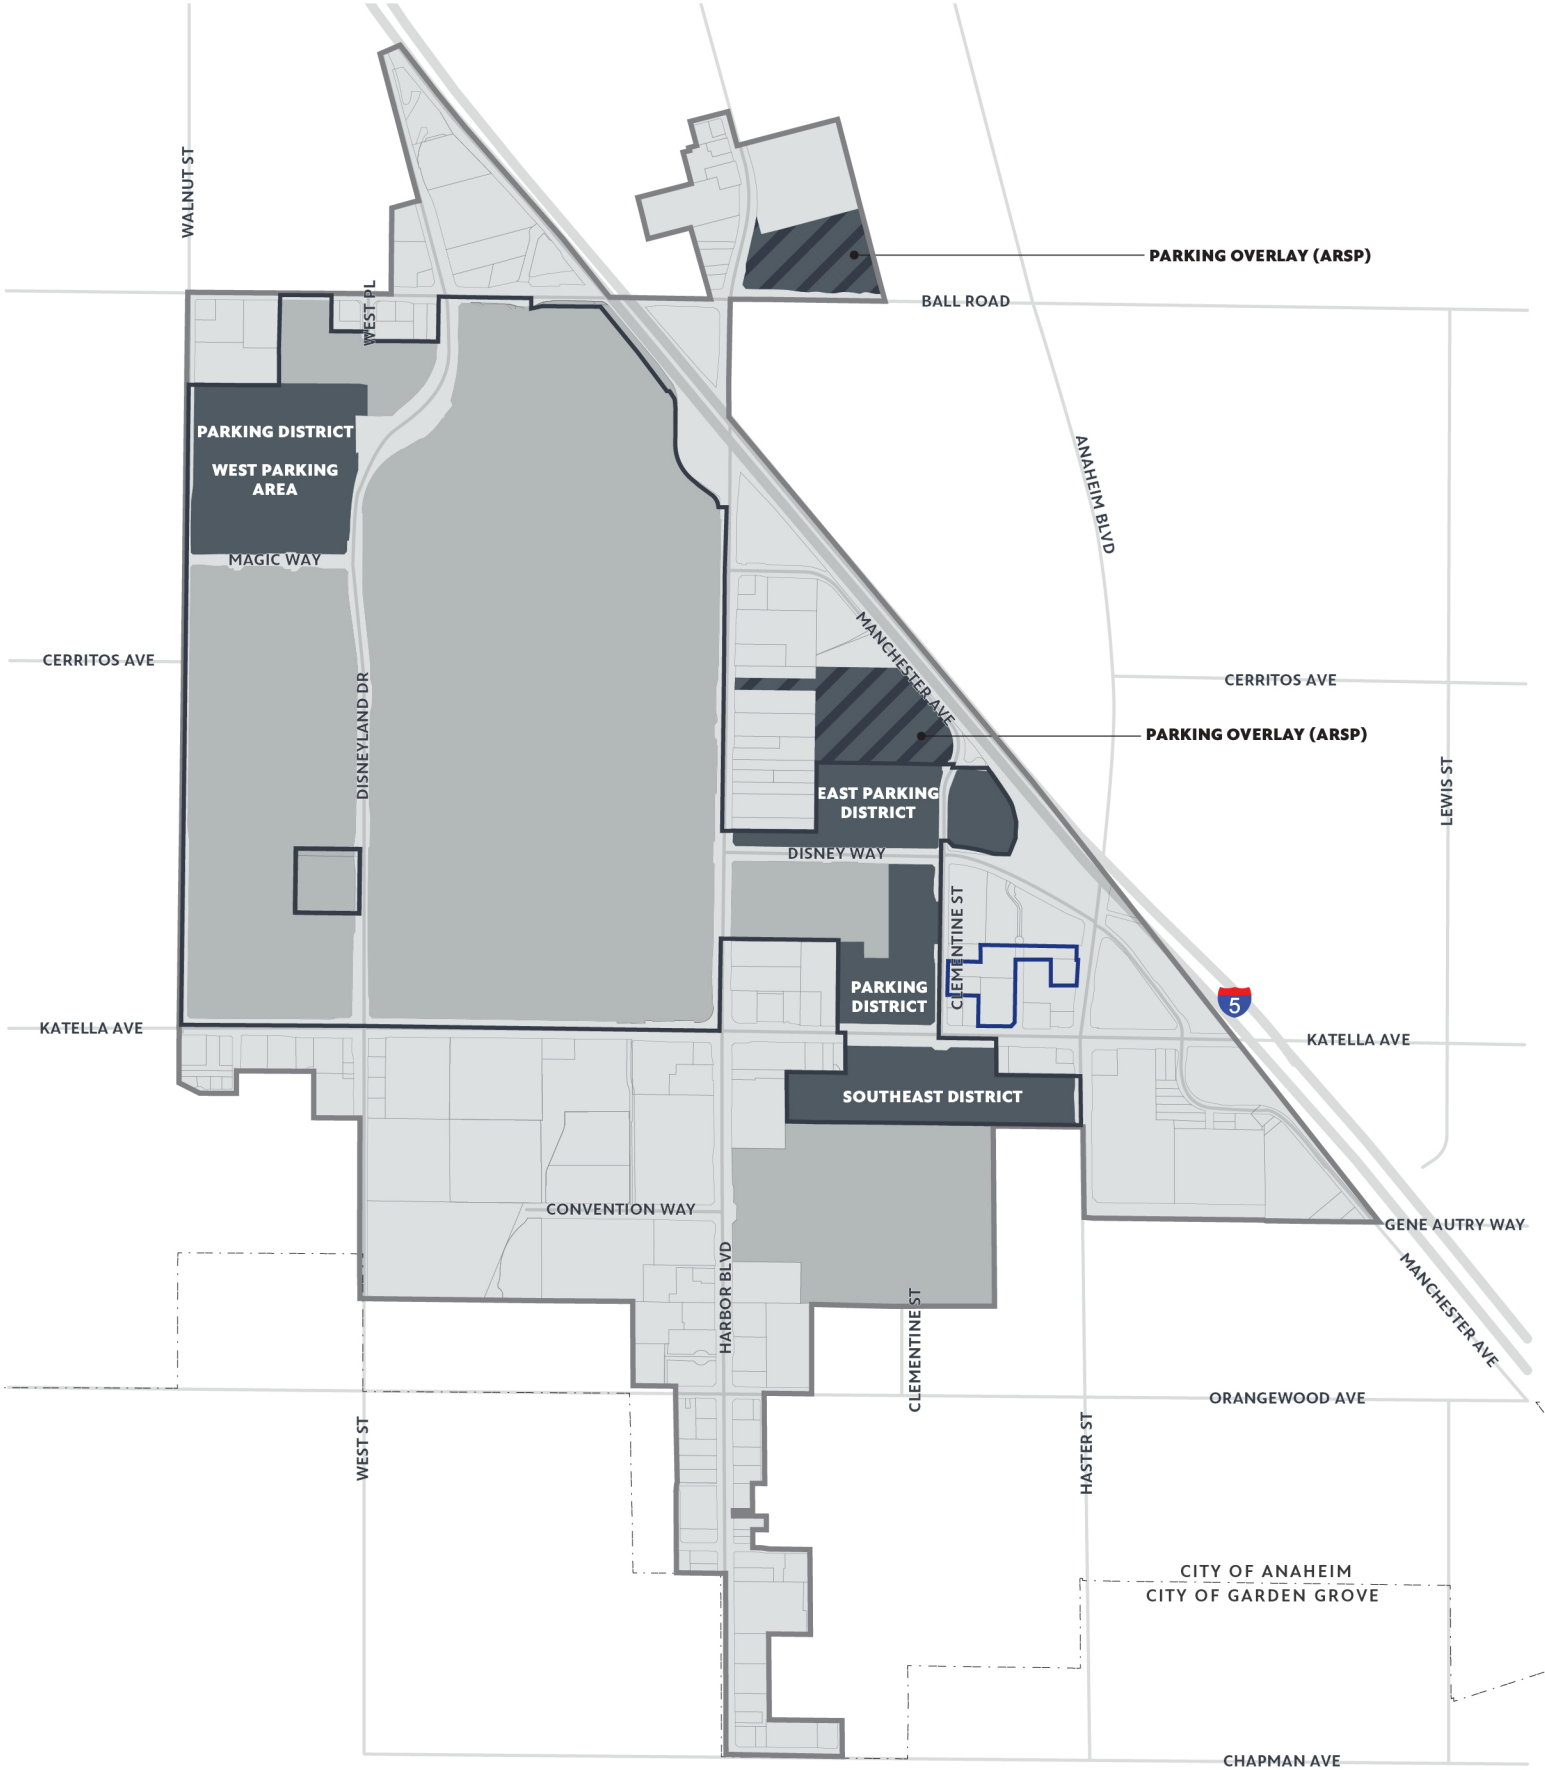 WALNUT ST
PARKING OVERLAY (ARSP)
WEST PL
BALL ROAD
PARKING DISTRICT
WEST PARKING
AREA
ANAHEIM BLVD
MAGIC WAY
MANCHESTER AVE
CERRITOS AVE
CERRITOS AVE
DISNEYLAND DR
PARKING OVERLAY (ARSP)
LEWIS ST
EAST PARKING
DISTRICT
DISNEY WAY
CLEMENTINE ST
PARKING
DISTRICT
5
KATELLA AVE
KATELLA AVE
SOUTHEAST DISTRICT
CONVENTION WAY
GENE AUTRY WAY
HARBOR BLVD
MANCHESTER AVE
CLEMENTINE ST
ORANGEWOOD AVE
WEST ST
HASTER ST
CITY OF ANAHEIM
CITY OF GARDEN GROVE
CHAPMAN AVE